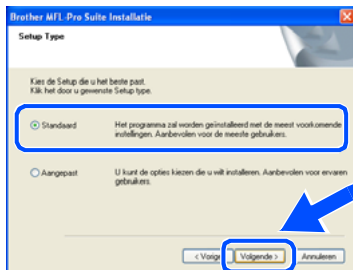 Brother MFL-Pro Suite Installatie
Setup Type
Kies de Setup die u het beste past.
Klik het door u gewenste Setup type.
Standaard
Het programma zal worden geïnstalleerd met de meest voorkomende
instellingen. Aanbevolen voor de meeste gebruikers.
Aangepast
U kunt de opties kiezen die u wilt installeren. Aanbevolen voor ervaren
gebruikers.
< Vorige
Volgende >
Annuleren